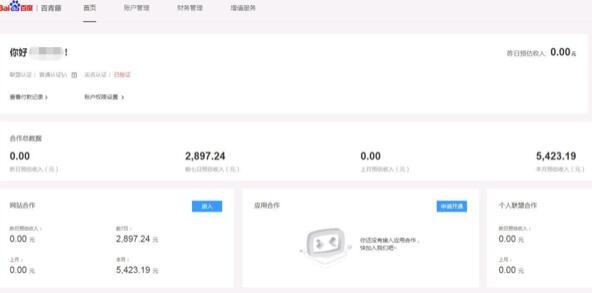 Bai百度 | 百青藤 首页 账户管理 财务管理 增值服务
你好 ！ 昨日预估收入 0.00元
联盟认证： 普通认证 实名认证： 已验证
查看付款记录 > 账户权限设置 >
合作总数据
0.00 2,897.24 0.00 5,423.19
昨日预估收入（元） 前七日预估收入（元） 上月预估收入（元） 本月预估收入（元）
网站合作 进入 应用合作 申请开通 个人联盟合作
昨日预估收入： 前7日： 昨日预估收入：
0.00 元 2,897.24 元 你还没有接入应用合作， 0.00 元
快加入我们吧~
上月： 本月： 上月：
0.00 元 5,423.19 元 0.00 元